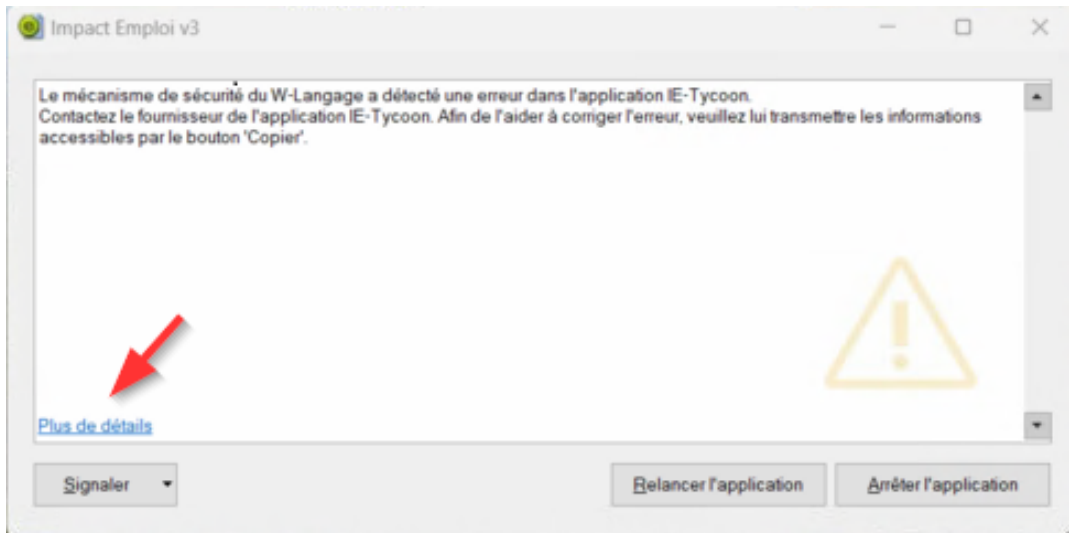 Impact Emploi v3
Le mécanisme de sécurité du W-Langage a détecté une erreur dans l'application IE-Tycoon.
Contactez le fournisseur de l'application IE-Tycoon. Afin de l'aider à corriger l'erreur, veuillez lui transmettre les informations
accessibles par le bouton 'Copier'.
Plus de détails
Signaler
Relancer l'application
Arrêter l'application